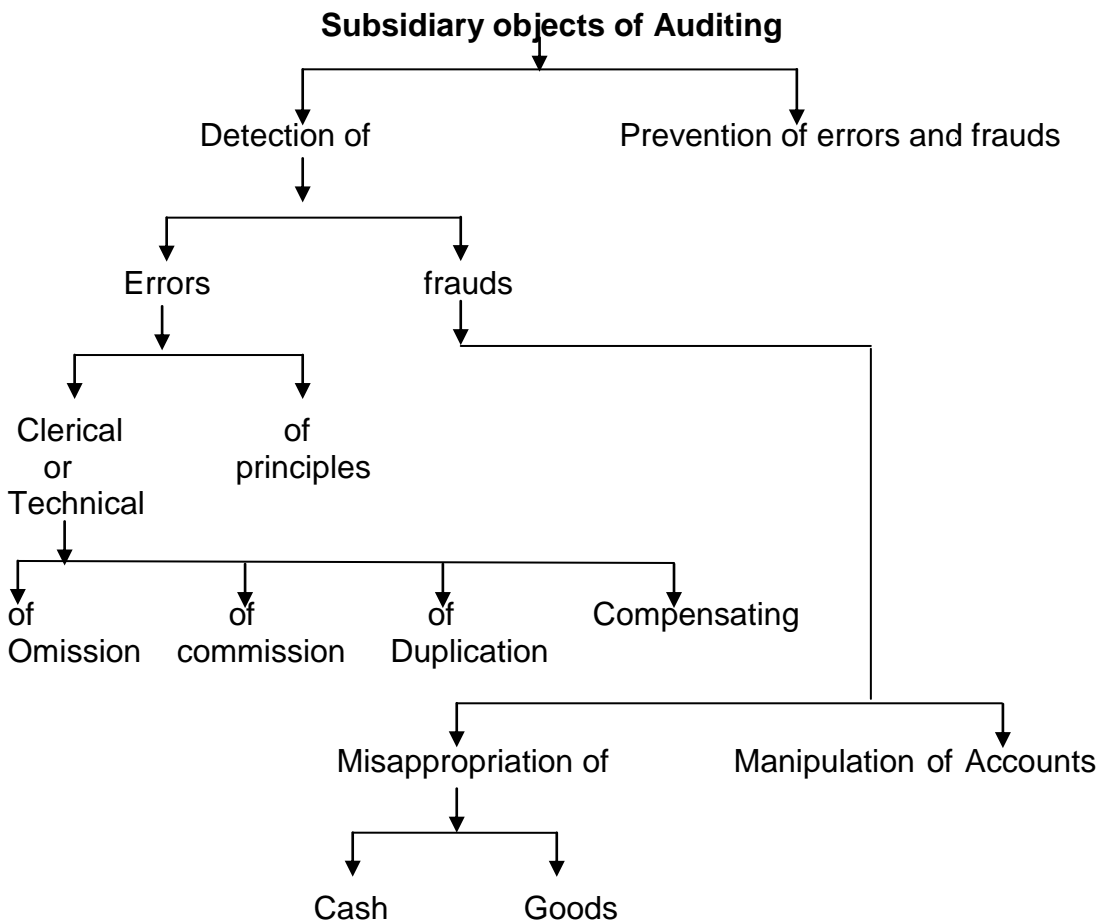 Subsidiary objects of Auditing
Detection of
Prevention of errors and frauds
Errors
frauds
Clerical
or
Technical
of
principles
of
Omission
of
commission
of
Duplication
Compensating
Misappropriation of
Manipulation of Accounts
Cash
Goods